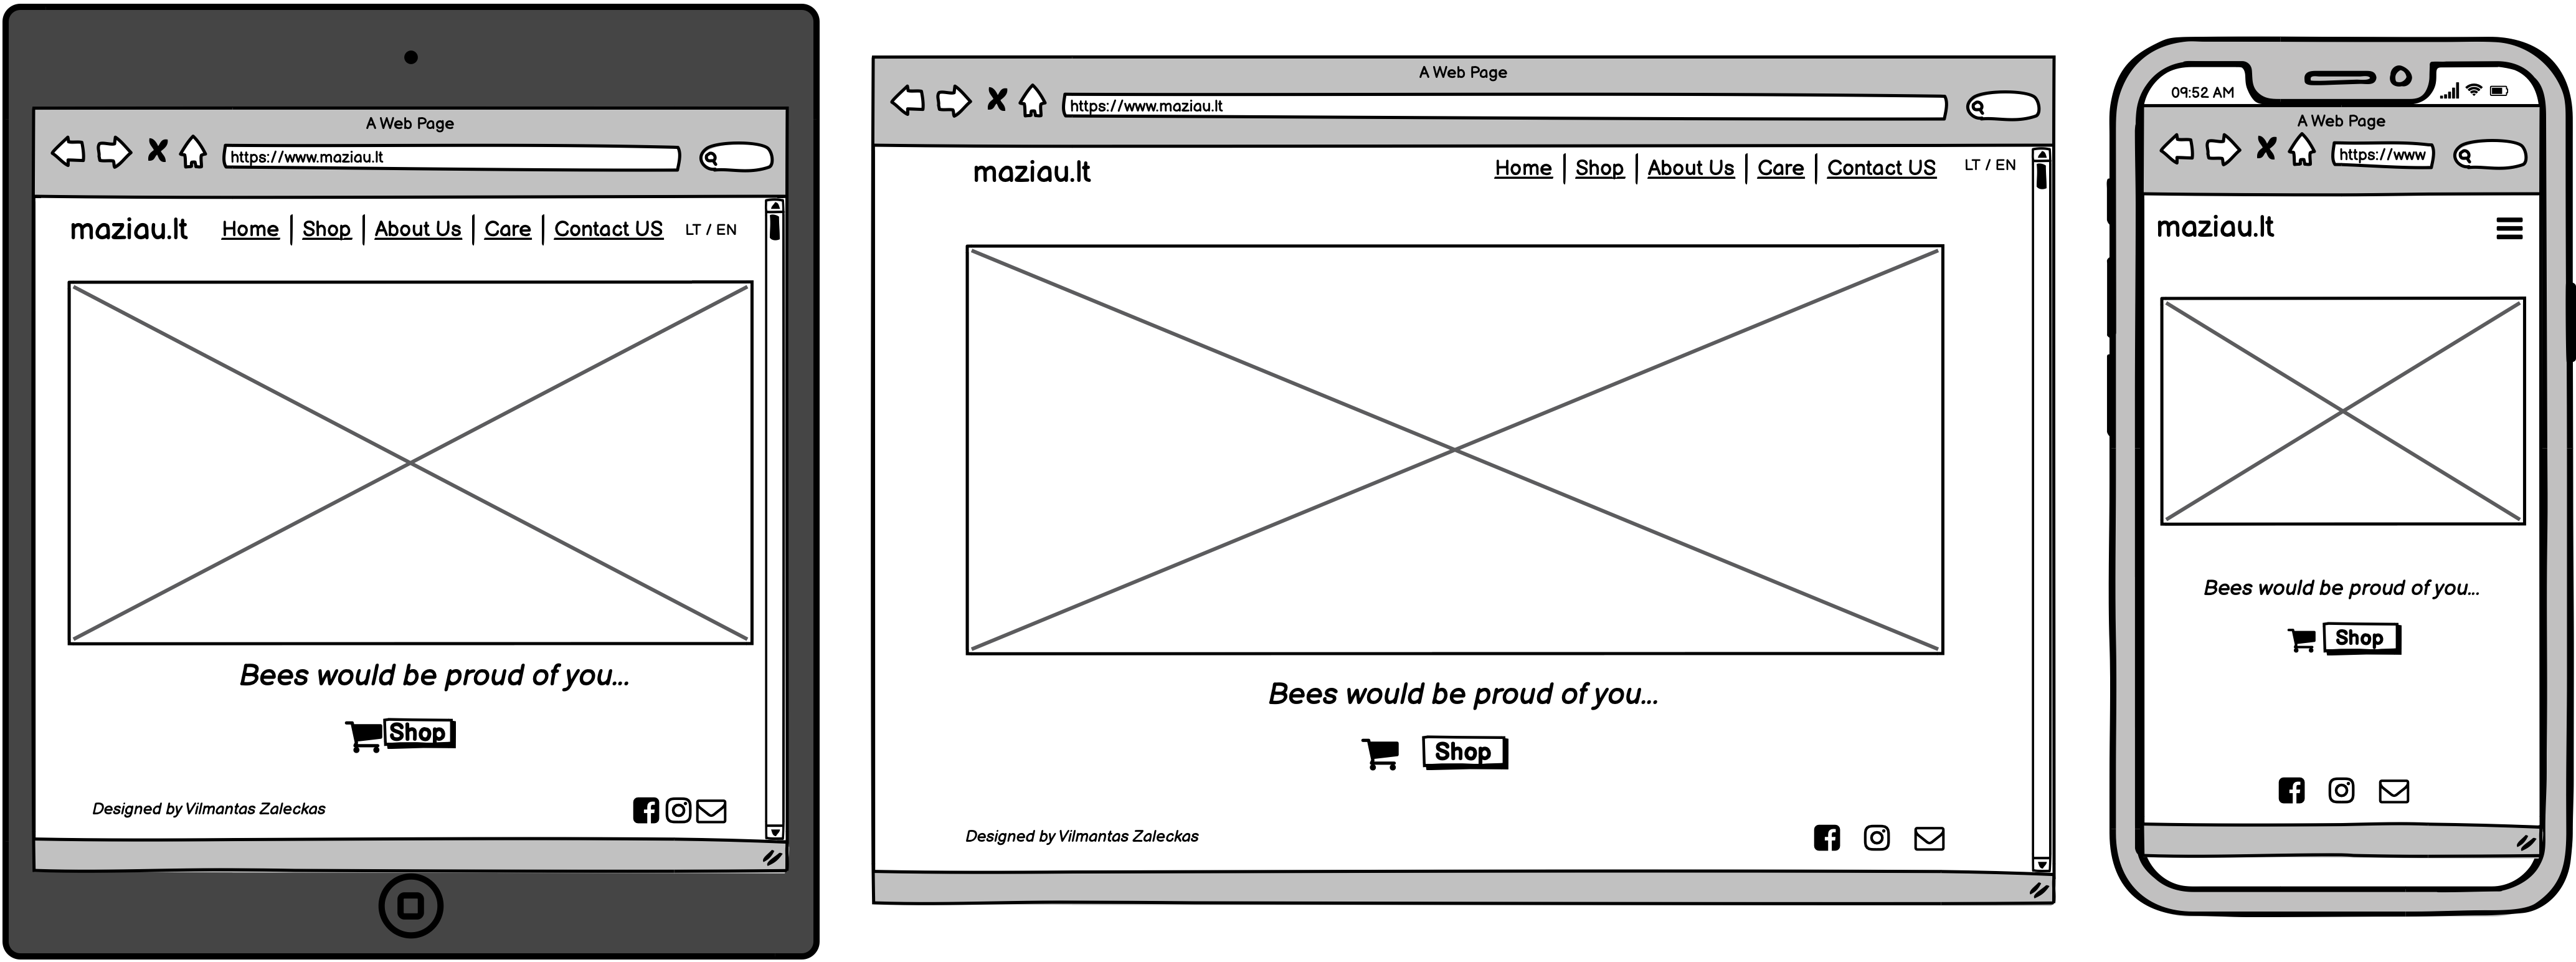 A Web Page
https://www.maziau.lt
maziau.lt Home Shop About Us Care Contact US LT / EN
Bees would be proud of you...
Shop
Designed by Vilmantas Zaleckas
A Web Page
https://www.maziau.lt
maziau.lt Home Shop About Us Care Contact US LT / EN
Bees would be proud of you...
Shop
Designed by Vilmantas Zaleckas
09:52 AM
A Web Page
https://www
maziau.lt
Bees would be proud of you...
Shop